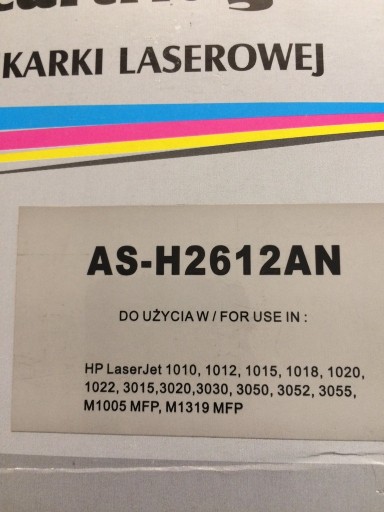 KARKI LASEROWEJ
AS-H2612AN
DO UŻYCIA W / FOR USE IN :
HP LaserJet 1010, 1012, 1015, 1018, 1020,
1022, 3015,3020,3030, 3050, 3052, 3055,
M1005 MFP, M1319 MFP